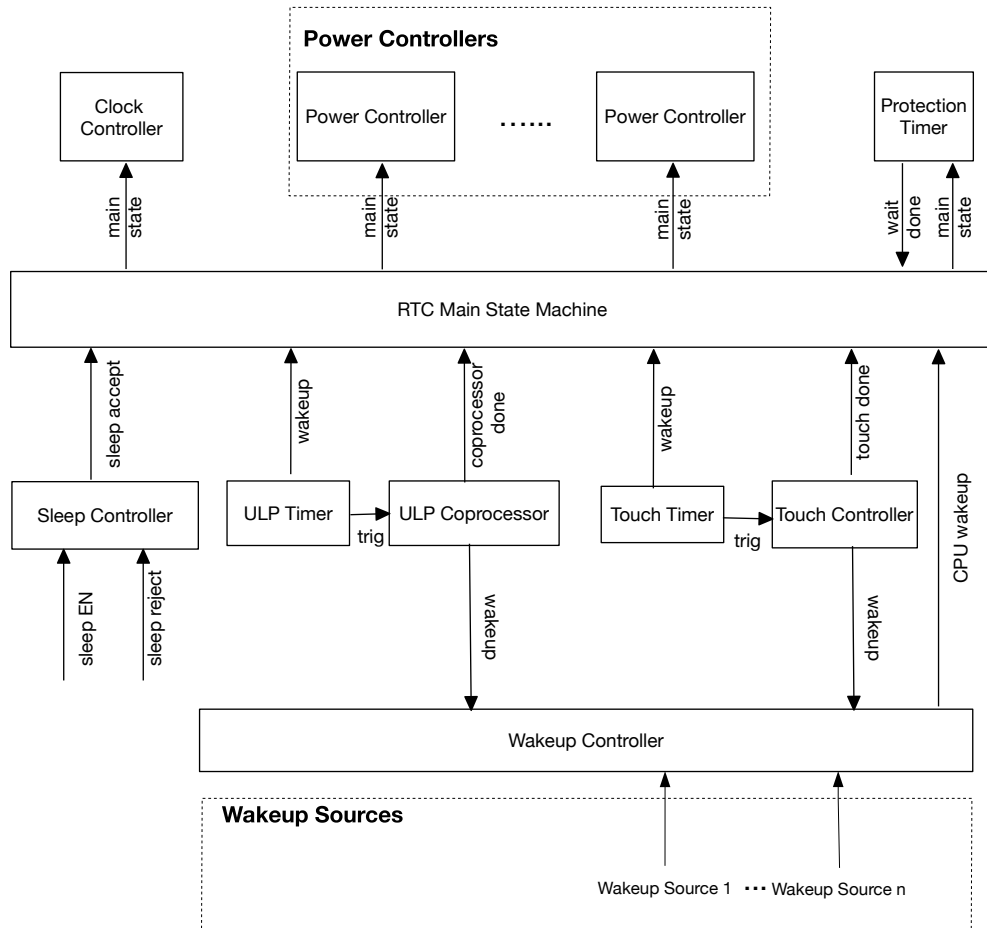 Power Controllers
Clock
Controller
Power Controller
......
Power Controller
Protection
Timer
main
state
main
state
main
state
wait
done
main
state
RTC Main State Machine
sleep accept
wakeup
coprocessor
done
wakeup
touch done
CPU wakeup
Sleep Controller
ULP Timer
trig
ULP Coprocessor
Touch Timer
trig
Touch Controller
sleep EN
sleep reject
wakeup
wakeup
Wakeup Controller
Wakeup Sources
Wakeup Source 1 ... Wakeup Source n